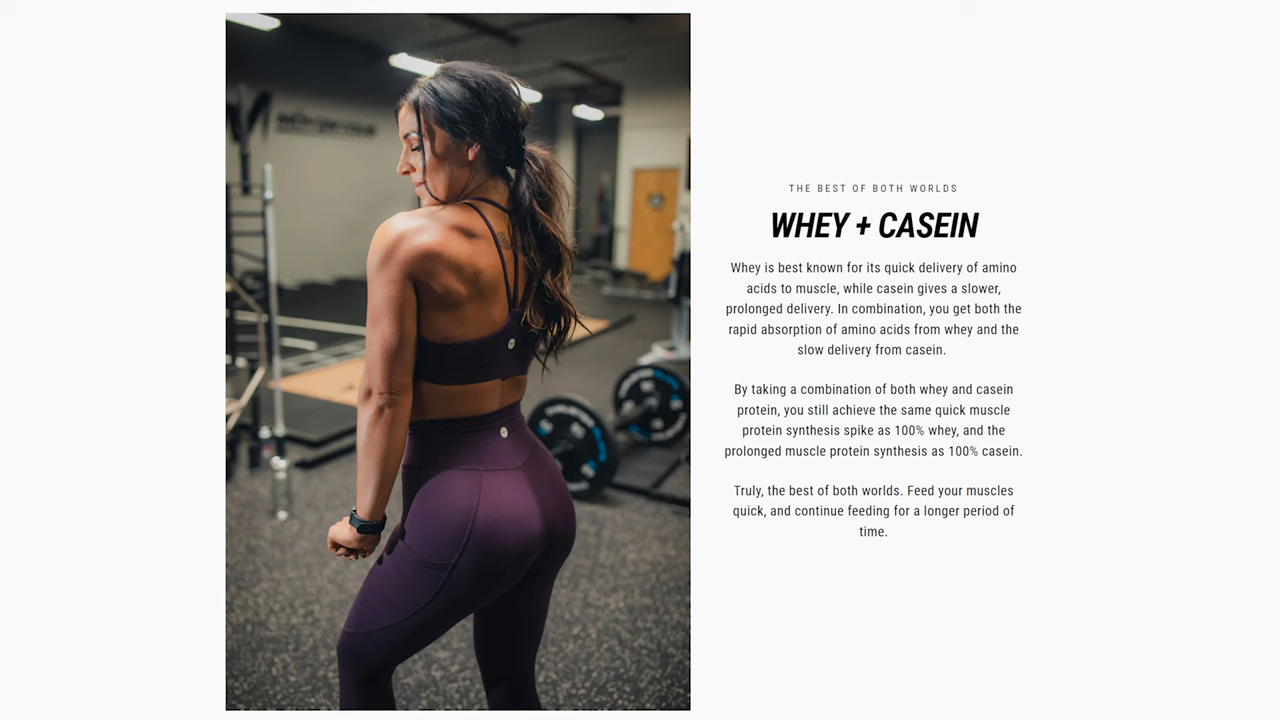 THE BEST OF BOTH WORLDS
WHEY + CASEIN
Whey is best known for its quick delivery of amino
acids to muscle, while casein gives a slower,
prolonged delivery. In combination, you get both the
rapid absorption of amino acids from whey and the
slow delivery from casein.
By taking a combination of both whey and casein
protein, you still achieve the same quick muscle
protein synthesis spike as 100% whey, and the
prolonged muscle protein synthesis as 100% casein.
Truly, the best of both worlds. Feed your muscles
quick, and continue feeding for a longer period of
time.